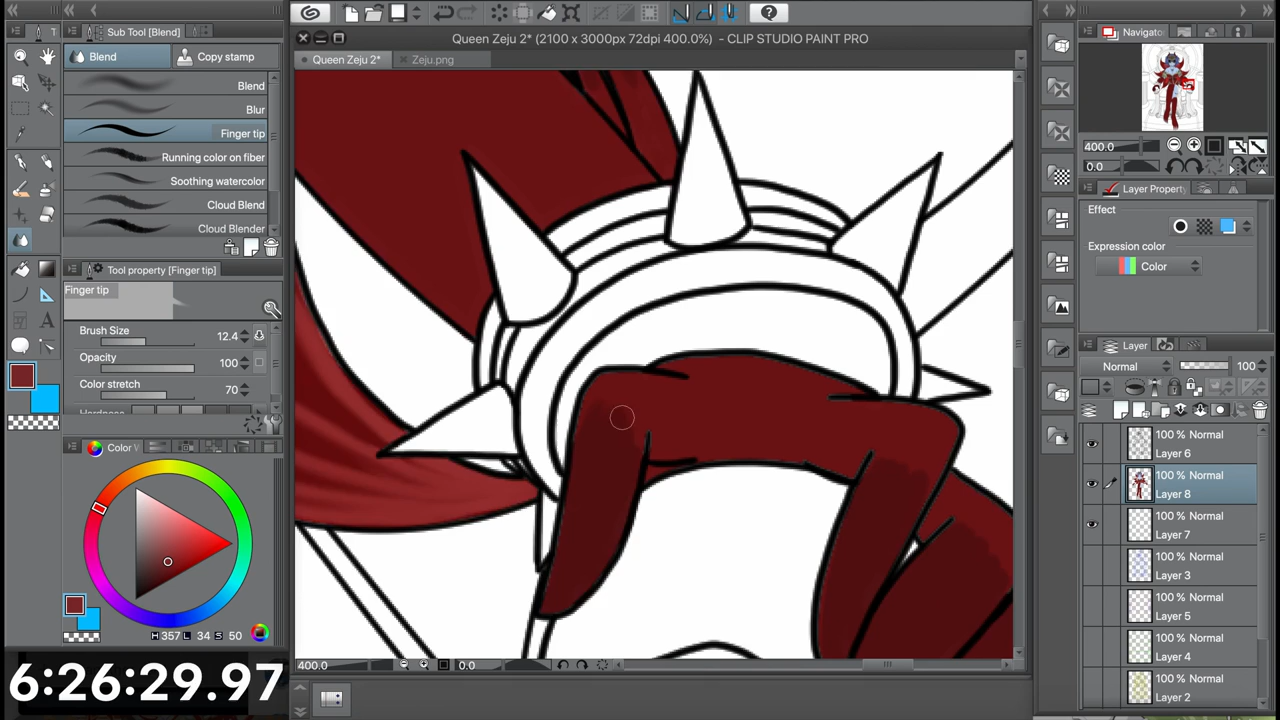 Sub Tool [Blend]
Blend
Copy stamp
Blend
Blur
Finger tip
Running color on fiber
Soothing watercolor
Cloud Blend
Cloud Blender
Tool property [Finger tip]
Finger tip
Brush Size
12.4
Opacity
100
Color stretch
70
Hardness
Color
H 357 L 34 S 50
6:26:29.97
Queen Zeju 2* (2100 x 3000px 72dpi 400.0%) - CLIP STUDIO PAINT PRO
Queen Zeju 2*
Zeju.png
400.0
0.0
Navigator
400.0
0.0
Layer Property
Effect
Expression color
Color
Layer
Normal
100
100 % Normal
Layer 6
100 % Normal
Layer 8
100 % Normal
Layer 7
100 % Normal
Layer 3
100 % Normal
Layer 5
100 % Normal
Layer 4
100 % Normal
Layer 2